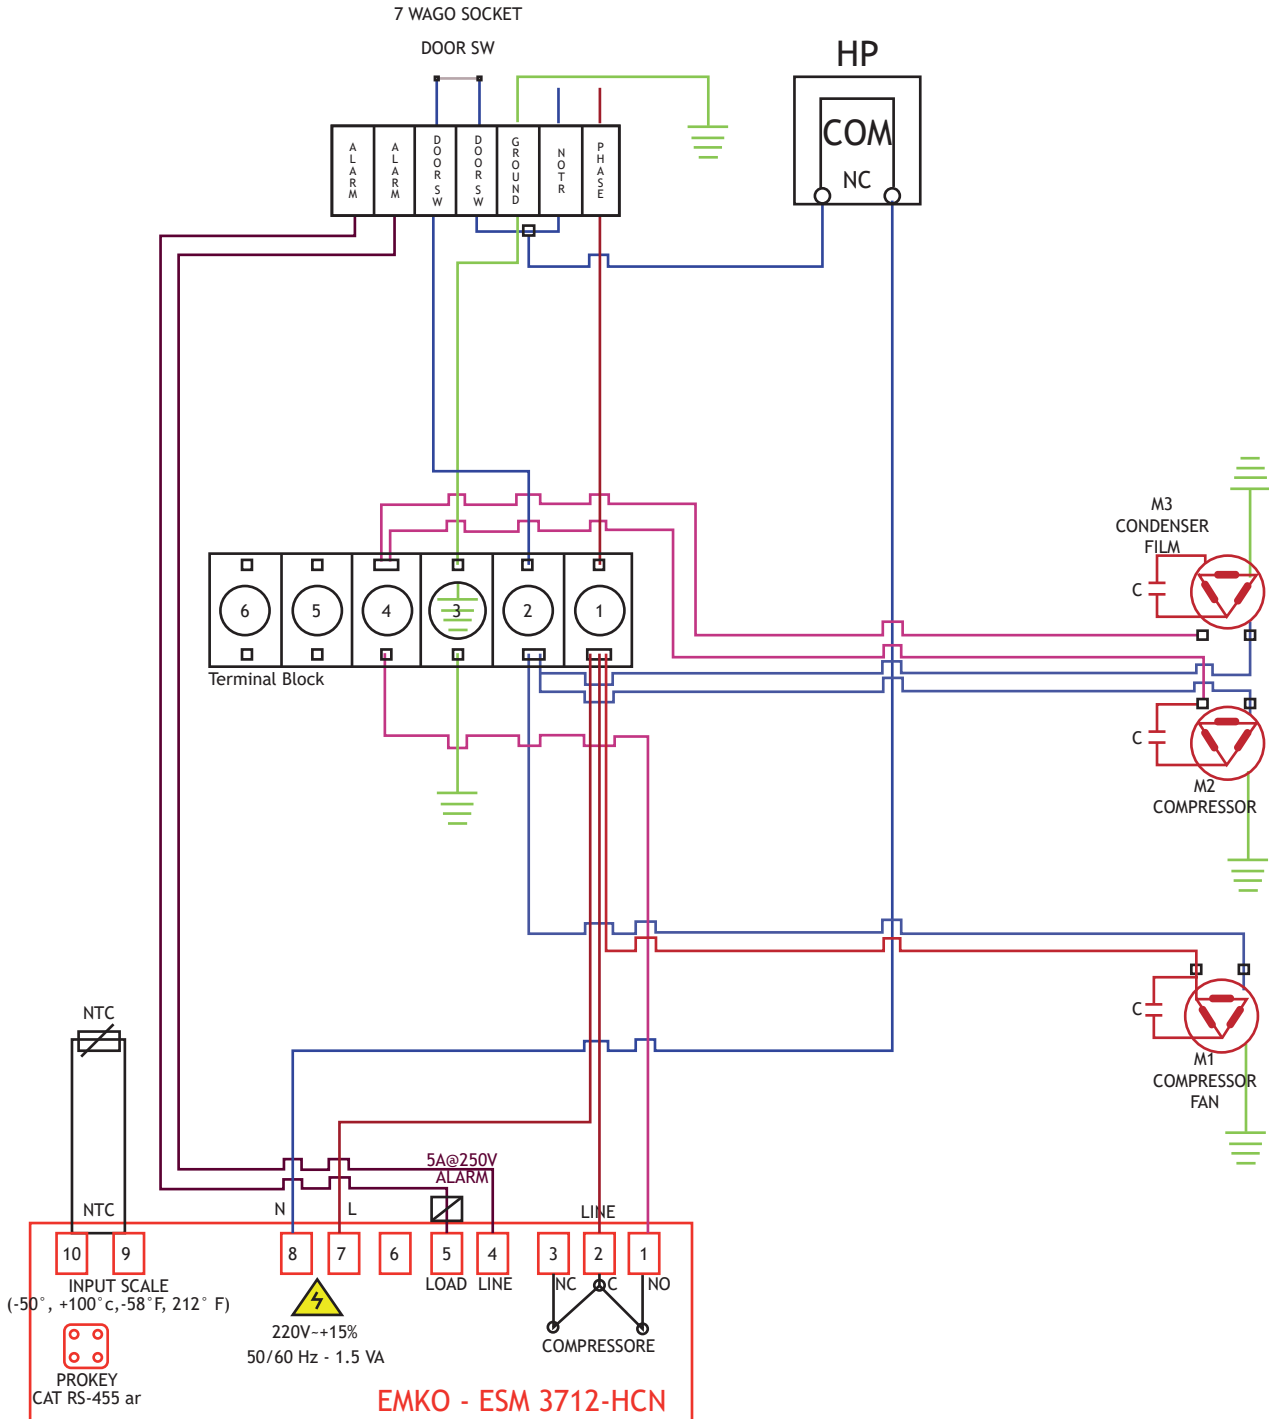 7 WAGO SOCKET
DOOR SW
HP
COM
NC
ALARM
ALARM
DOOR SW
DOOR SW
GROUND
NOTR
PHASE
M3
CONDENSER
FILM
C
6
5
4
3
2
1
Terminal Block
C
M2
COMPRESSOR
C
M1
COMPRESSOR
FAN
NTC
5A@250V
ALARM
NTC
N
L
LINE
10
9
8
7
6
5
4
3
2
1
INPUT SCALE
(-50°, +100°c,-58°F, 212° F)
LOAD
LINE
NC
C
NO
220V~+15%
50/60 Hz - 1.5 VA
COMPRESSORE
PROKEY
CAT RS-455 ar
EMKO - ESM 3712-HCN